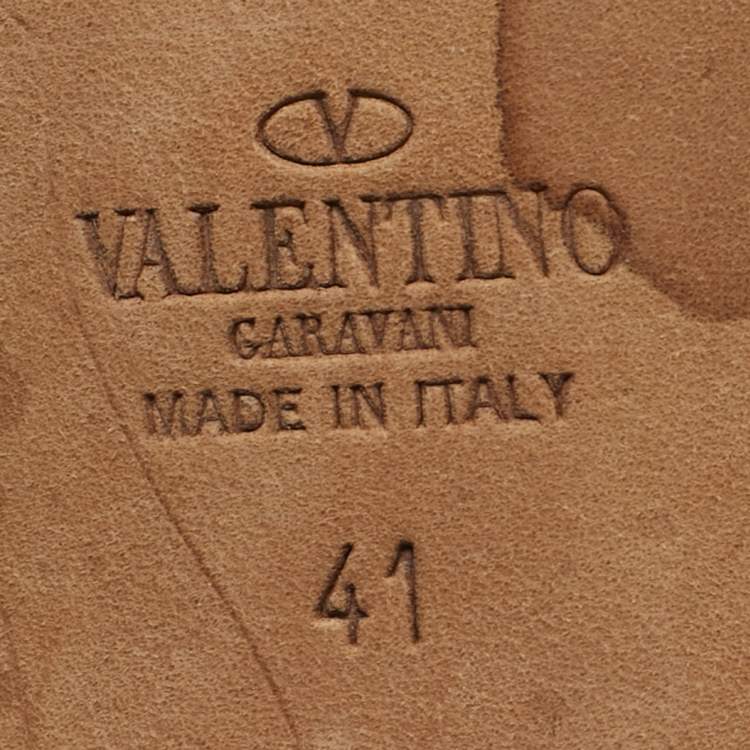 V
VALENTINO
GARAVANI
MADE IN ITALY
41